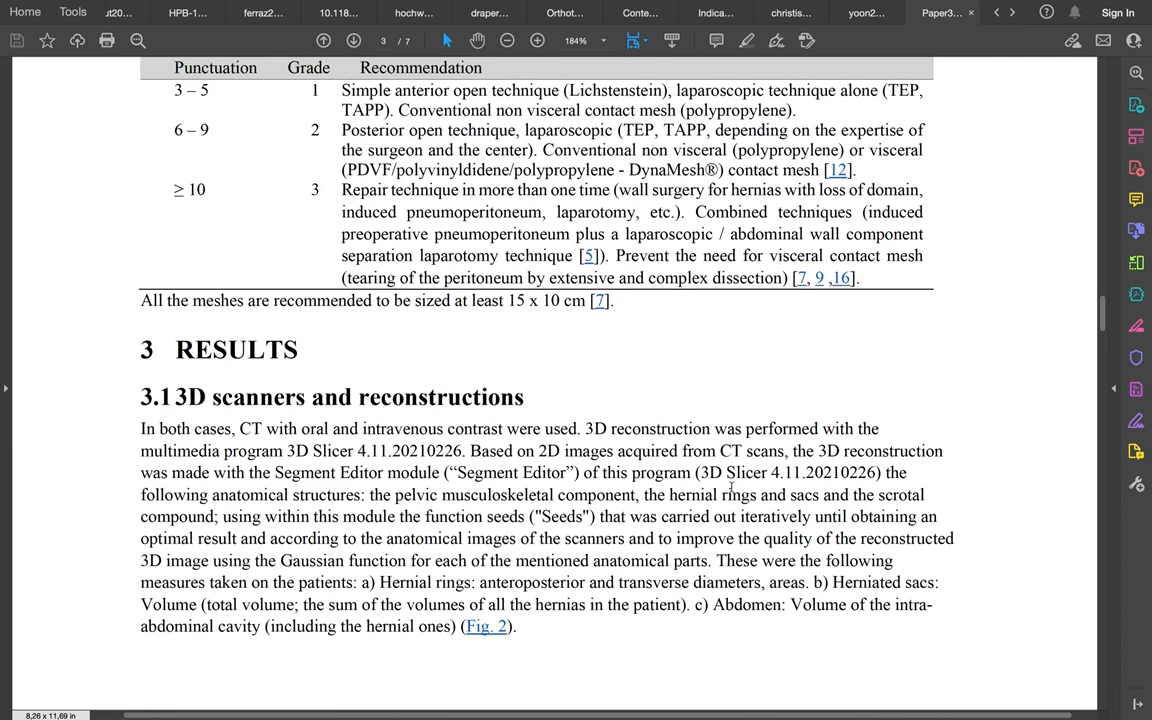 Home Tools ut20... HPB-1... ferraz2... 10.118... hochw... draper... Orthot... Conte... Indica... christis... yoon2... Paper3... × Sign In
3 / 7 184%
Punctuation Grade Recommendation
3 – 5 1 Simple anterior open technique (Lichstenstein), laparoscopic technique alone (TEP,
TAPP). Conventional non visceral contact mesh (polypropylene).
6 – 9 2 Posterior open technique, laparoscopic (TEP, TAPP, depending on the expertise of
the surgeon and the center). Conventional non visceral (polypropylene) or visceral
(PDVF/polyvinyldidene/polypropylene - DynaMesh®) contact mesh [12].
≥ 10 3 Repair technique in more than one time (wall surgery for hernias with loss of domain,
induced pneumoperitoneum, laparotomy, etc.). Combined techniques (induced
preoperative pneumoperitoneum plus a laparoscopic / abdominal wall component
separation laparotomy technique [5]). Prevent the need for visceral contact mesh
(tearing of the peritoneum by extensive and complex dissection) [7, 9 ,16].
All the meshes are recommended to be sized at least 15 x 10 cm [7].
3 RESULTS
3.1 3D scanners and reconstructions
In both cases, CT with oral and intravenous contrast were used. 3D reconstruction was performed with the
multimedia program 3D Slicer 4.11.20210226. Based on 2D images acquired from CT scans, the 3D reconstruction
was made with the Segment Editor module (“Segment Editor”) of this program (3D Slicer 4.11.20210226) the
following anatomical structures: the pelvic musculoskeletal component, the hernial rings and sacs and the scrotal
compound; using within this module the function seeds ("Seeds") that was carried out iteratively until obtaining an
optimal result and according to the anatomical images of the scanners and to improve the quality of the reconstructed
3D image using the Gaussian function for each of the mentioned anatomical parts. These were the following
measures taken on the patients: a) Hernial rings: anteroposterior and transverse diameters, areas. b) Herniated sacs:
Volume (total volume; the sum of the volumes of all the hernias in the patient). c) Abdomen: Volume of the intra-
abdominal cavity (including the hernial ones) (Fig. 2).
8,26 x 11,69 in